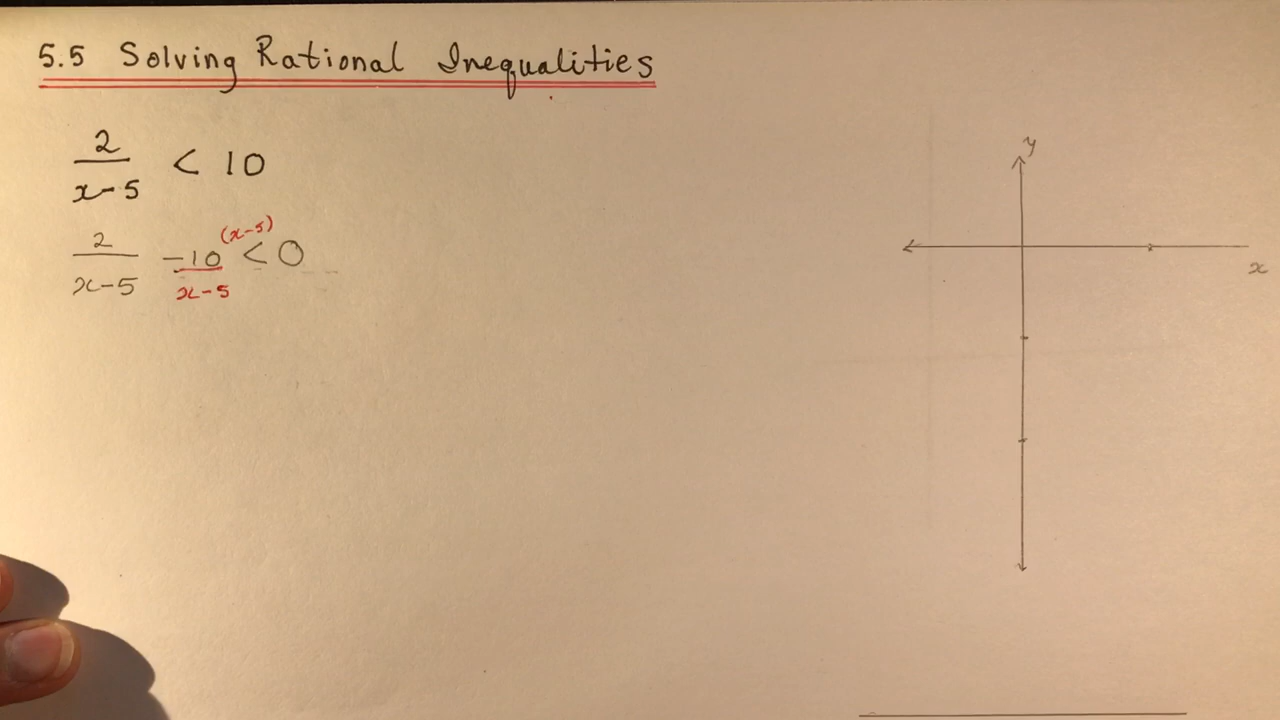 5.5 Solving Rational Inequalities
2
x-5 < 10
2 (x-5)
x-5 -10 < 0
x-5
y
x